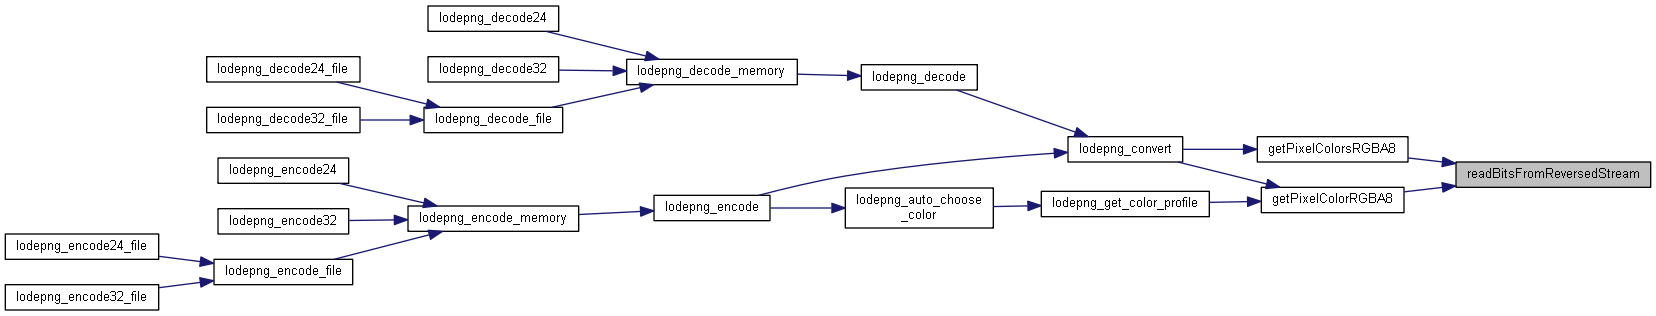 lodepng_decode24
lodepng_decode24_file
lodepng_decode32
lodepng_decode_memory
lodepng_decode
lodepng_decode32_file
lodepng_decode_file
lodepng_convert
getPixelColorsRGBA8
readBitsFromReversedStream
lodepng_encode24
lodepng_encode
lodepng_auto_choose
_color
lodepng_get_color_profile
getPixelColorRGBA8
lodepng_encode32
lodepng_encode_memory
lodepng_encode24_file
lodepng_encode_file
lodepng_encode32_file